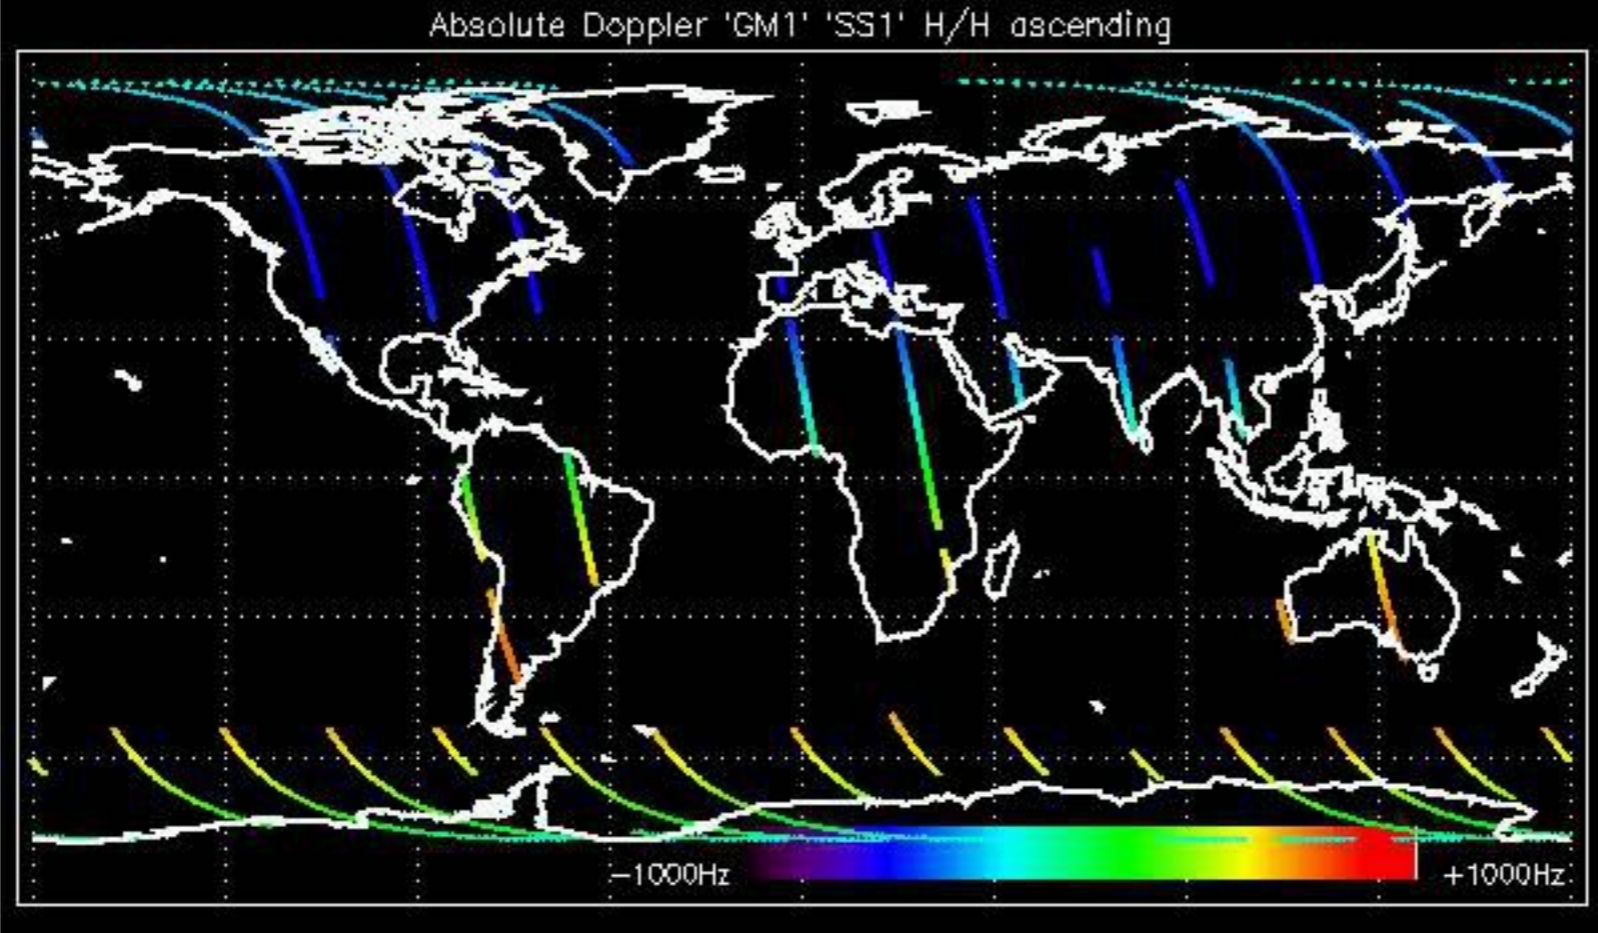 Absolute Doppler 'GM1' 'SS1' H/H ascending
−1000Hz +1000Hz